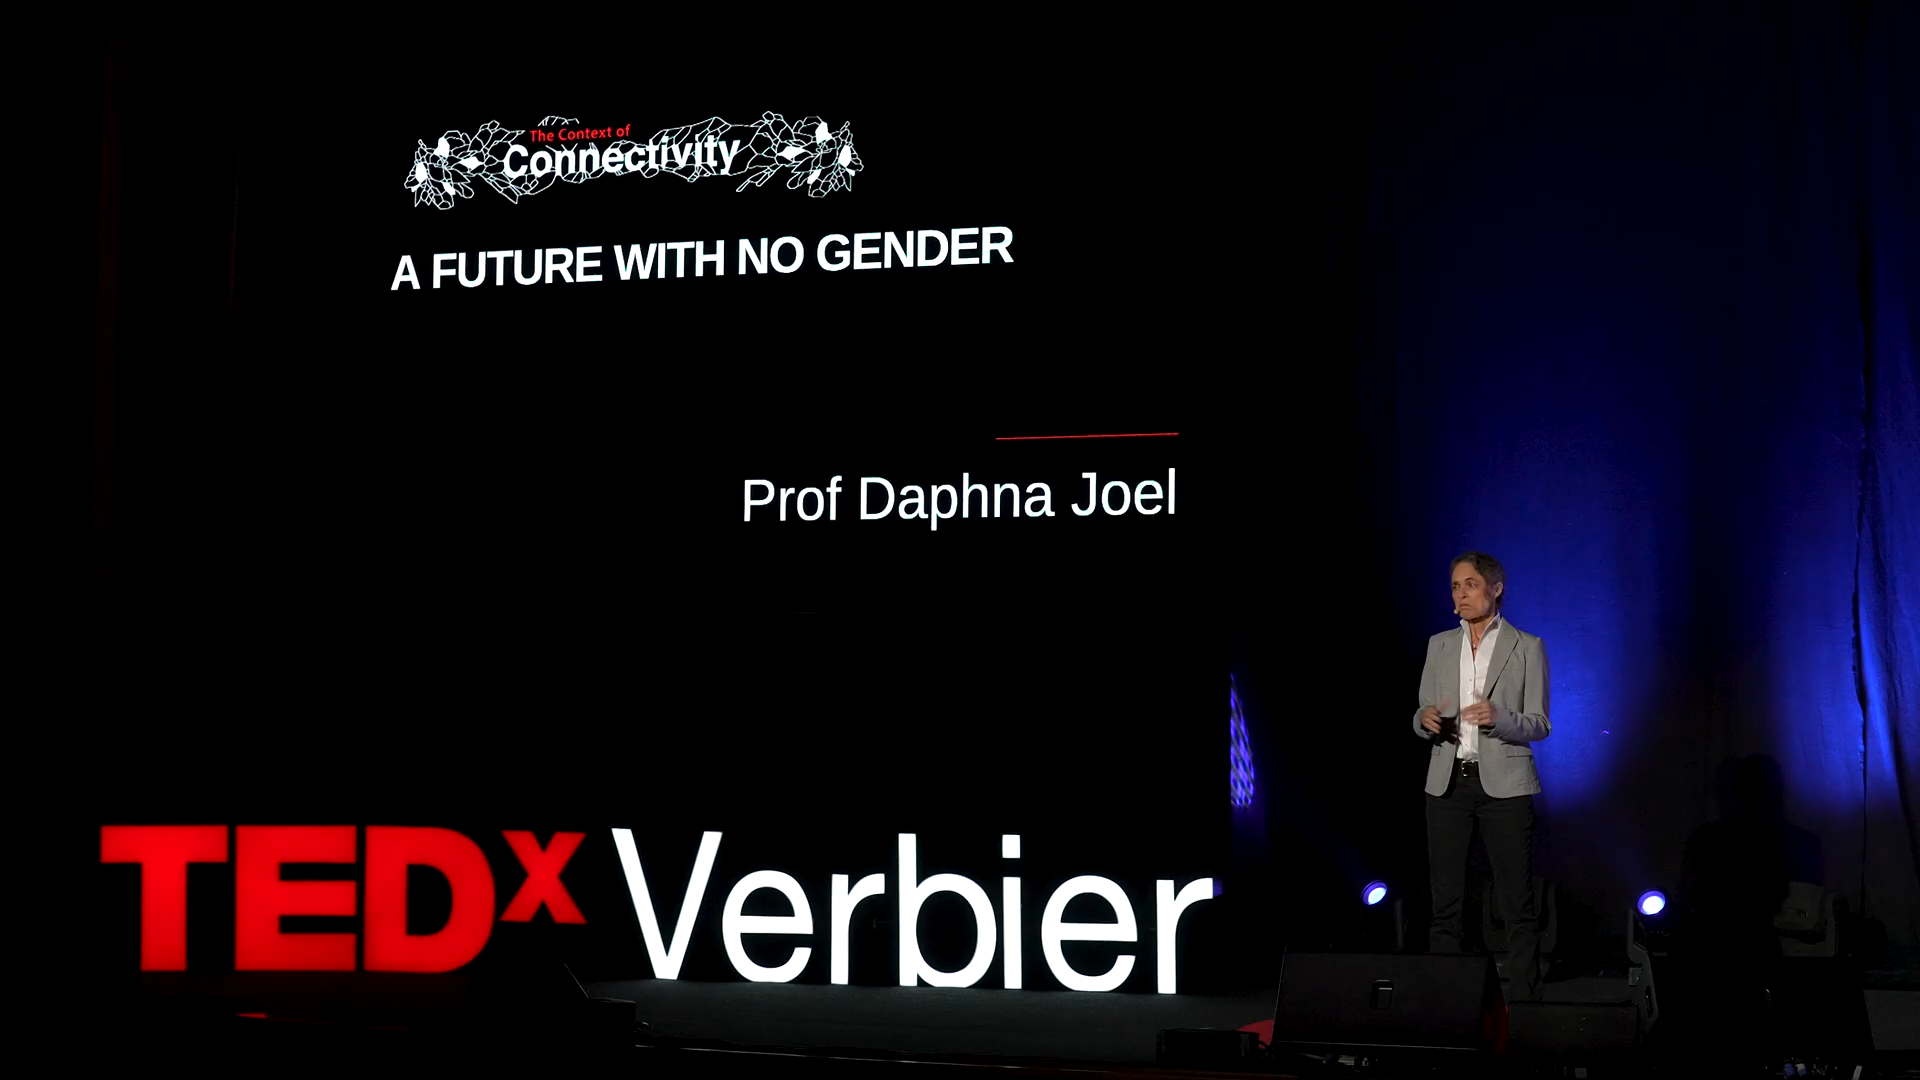 The Context of
Connectivity
A FUTURE WITH NO GENDER
Prof Daphna Joel
TEDx Verbier